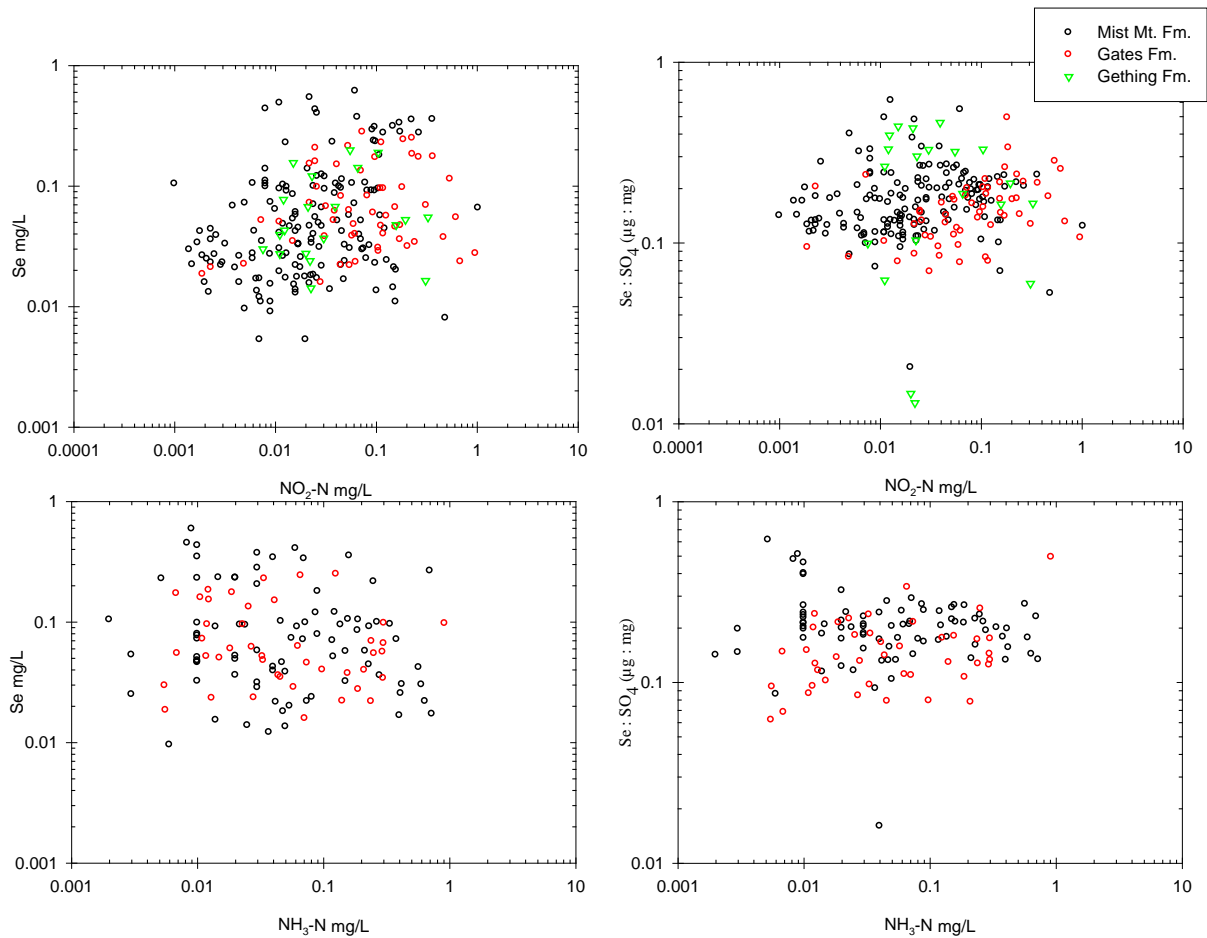 Mist Mt. Fm.
Gates Fm.
Gething Fm.
1
0.1
0.01
0.001
Se mg/L
0.0001 0.001 0.01 0.1 1 10
NO₂-N mg/L
1
0.1
0.01
Se : SO₄ (µg : mg)
0.0001 0.001 0.01 0.1 1 10
NO₂-N mg/L
1
0.1
0.01
0.001
Se mg/L
0.001 0.01 0.1 1 10
NH₃-N mg/L
1
0.1
0.01
Se : SO₄ (µg : mg)
0.001 0.01 0.1 1 10
NH₃-N mg/L